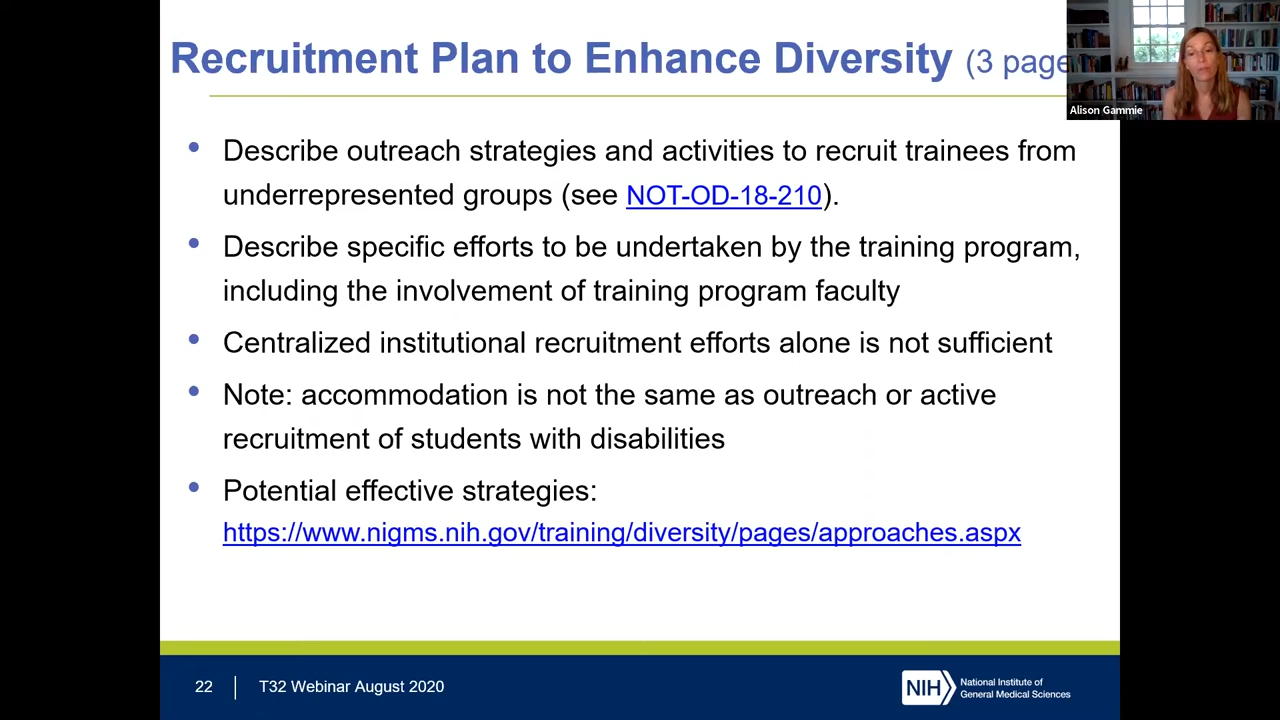 Recruitment Plan to Enhance Diversity (3 page
Alison Gammie
• Describe outreach strategies and activities to recruit trainees from
underrepresented groups (see NOT-OD-18-210).
• Describe specific efforts to be undertaken by the training program,
including the involvement of training program faculty
• Centralized institutional recruitment efforts alone is not sufficient
• Note: accommodation is not the same as outreach or active
recruitment of students with disabilities
• Potential effective strategies:
https://www.nigms.nih.gov/training/diversity/pages/approaches.aspx
22
T32 Webinar August 2020
NIH
National Institute of
General Medical Sciences